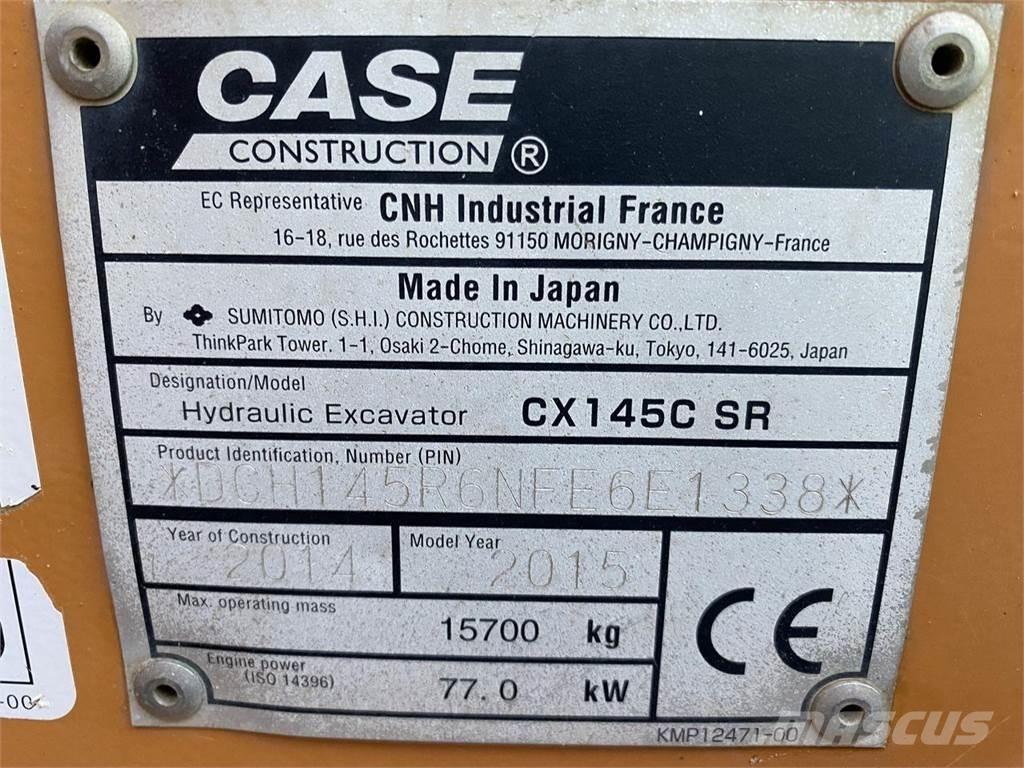 CASE
CONSTRUCTION ®
EC Representative CNH Industrial France
16-18, rue des Rochettes 91150 MORIGNY-CHAMPIGNY-France
Made In Japan
By SUMITOMO (S.H.I.) CONSTRUCTION MACHINERY CO.,LTD.
ThinkPark Tower. 1-1, Osaki 2-Chome, Shinagawa-ku, Tokyo, 141-6025, Japan
Designation/Model
Hydraulic Excavator CX145C SR
Product Identification, Number (PIN)
*DCH145R6NFE6E1338*
Year of Construction
2014
Model Year
2015
Max. operating mass
15700 kg
Engine power
(ISO 14396)
77.0 kW
CE
KMP12471-00
-00
MASCUS